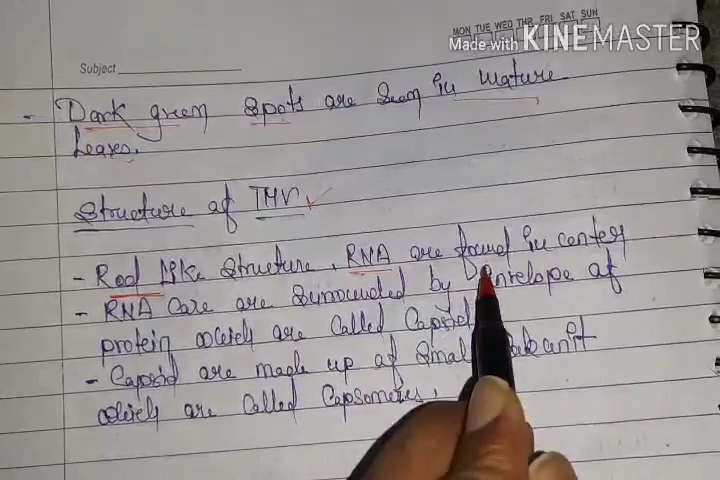 MON TUE WED THR FRI SAT SUN
Made with KINEMASTER
Subject
- Dark green spots are seen in mature
leaves.
Structure of TMV ✓
- Rod like structure, RNA are found in center
- RNA Core are surrounded by envelope of
protein which are called Capsid
- Capsid are made up of small subunit
which are called Capsomeres.